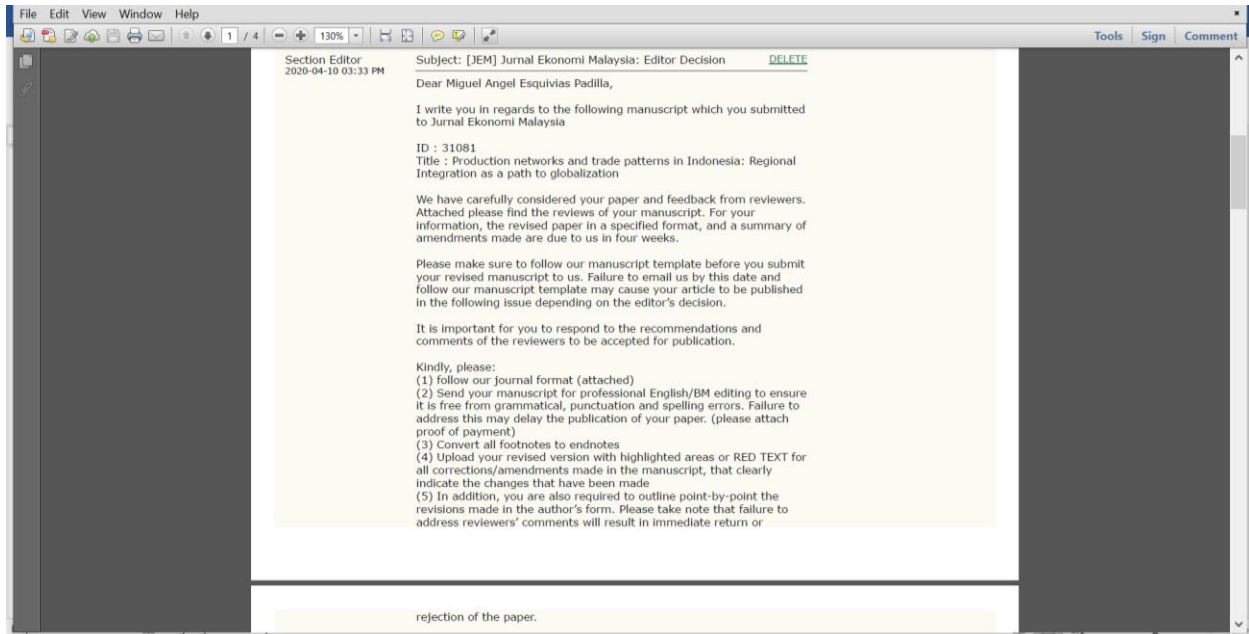 File Edit View Window Help
1 / 4 130% Tools Sign Comment
Section Editor
2020-04-10 03:33 PM
Subject: [JEM] Jurnal Ekonomi Malaysia: Editor Decision DELETE
Dear Miguel Angel Esquivias Padilla,
I write you in regards to the following manuscript which you submitted
to Jurnal Ekonomi Malaysia
ID : 31081
Title : Production networks and trade patterns in Indonesia: Regional
Integration as a path to globalization
We have carefully considered your paper and feedback from reviewers.
Attached please find the reviews of your manuscript. For your
information, the revised paper in a specified format, and a summary of
amendments made are due to us in four weeks.
Please make sure to follow our manuscript template before you submit
your revised manuscript to us. Failure to email us by this date and
follow our manuscript template may cause your article to be published
in the following issue depending on the editor's decision.
It is important for you to respond to the recommendations and
comments of the reviewers to be accepted for publication.
Kindly, please:
(1) follow our journal format (attached)
(2) Send your manuscript for professional English/BM editing to ensure
it is free from grammatical, punctuation and spelling errors. Failure to
address this may delay the publication of your paper. (please attach
proof of payment)
(3) Convert all footnotes to endnotes
(4) Upload your revised version with highlighted areas or RED TEXT for
all corrections/amendments made in the manuscript, that clearly
indicate the changes that have been made
(5) In addition, you are also required to outline point-by-point the
revisions made in the author's form. Please take note that failure to
address reviewers' comments will result in immediate return or
rejection of the paper.